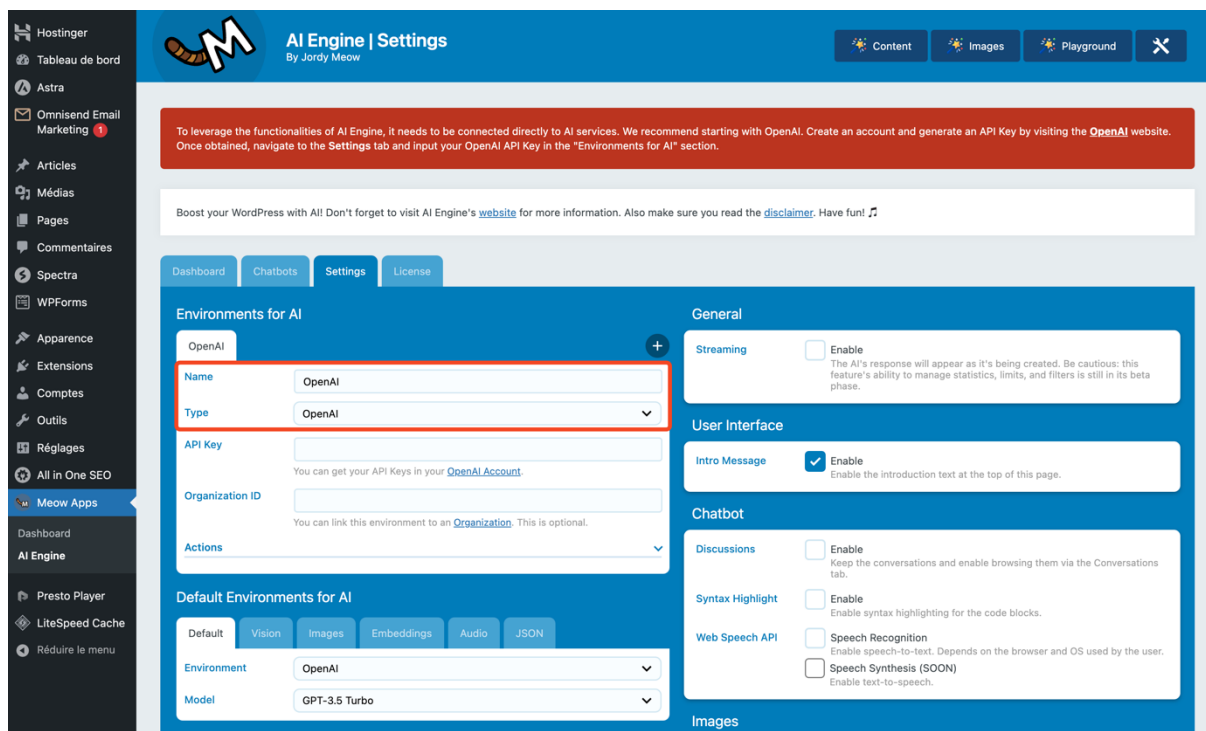 Hostinger
Tableau de bord
Astra
Omnisend Email
Marketing 1
Articles
Médias
Pages
Commentaires
Spectra
WPForms
Apparence
Extensions
Comptes
Outils
Réglages
All in One SEO
Meow Apps
Dashboard
AI Engine
Presto Player
LiteSpeed Cache
Réduire le menu
AI Engine | Settings
By Jordy Meow
Content
Images
Playground
To leverage the functionalities of AI Engine, it needs to be connected directly to AI services. We recommend starting with OpenAI. Create an account and generate an API Key by visiting the OpenAI website.
Once obtained, navigate to the Settings tab and input your OpenAI API Key in the "Environments for AI" section.
Boost your WordPress with AI! Don't forget to visit AI Engine's website for more information. Also make sure you read the disclaimer. Have fun! 🎵
Dashboard
Chatbots
Settings
License
Environments for AI
OpenAI
Name
OpenAI
Type
OpenAI
API Key
You can get your API Keys in your OpenAI Account.
Organization ID
You can link this environment to an Organization. This is optional.
Actions
Default Environments for AI
Default
Vision
Images
Embeddings
Audio
JSON
Environment
OpenAI
Model
GPT-3.5 Turbo
General
Streaming
Enable
The AI's response will appear as it's being created. Be cautious: this
feature's ability to manage statistics, limits, and filters is still in its beta
phase.
User Interface
Intro Message
Enable
Enable the introduction text at the top of this page.
Chatbot
Discussions
Enable
Keep the conversations and enable browsing them via the Conversations
tab.
Syntax Highlight
Enable
Enable syntax highlighting for the code blocks.
Web Speech API
Speech Recognition
Enable speech-to-text. Depends on the browser and OS used by the user.
Speech Synthesis (SOON)
Enable text-to-speech.
Images